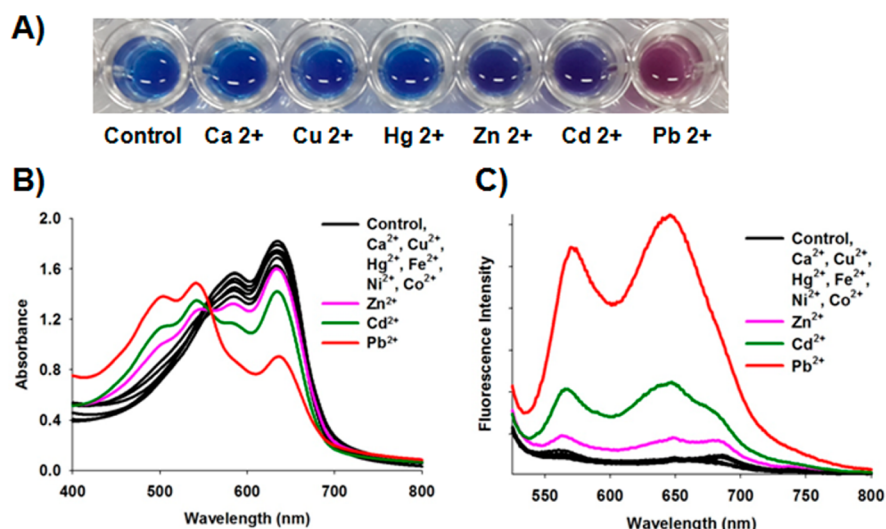 A)
Control Ca 2+ Cu 2+ Hg 2+ Zn 2+ Cd 2+ Pb 2+
B)
Absorbance
2.0
1.6
1.2
0.8
0.4
0.0
400 500 600 700 800
Wavelength (nm)
Control,
Ca²⁺, Cu²⁺,
Hg²⁺, Fe²⁺,
Ni²⁺, Co²⁺
Zn²⁺
Cd²⁺
Pb²⁺
C)
Fluorescence Intensity
550 600 650 700 750 800
Wavelength (nm)
Control,
Ca²⁺, Cu²⁺,
Hg²⁺, Fe²⁺,
Ni²⁺, Co²⁺
Zn²⁺
Cd²⁺
Pb²⁺